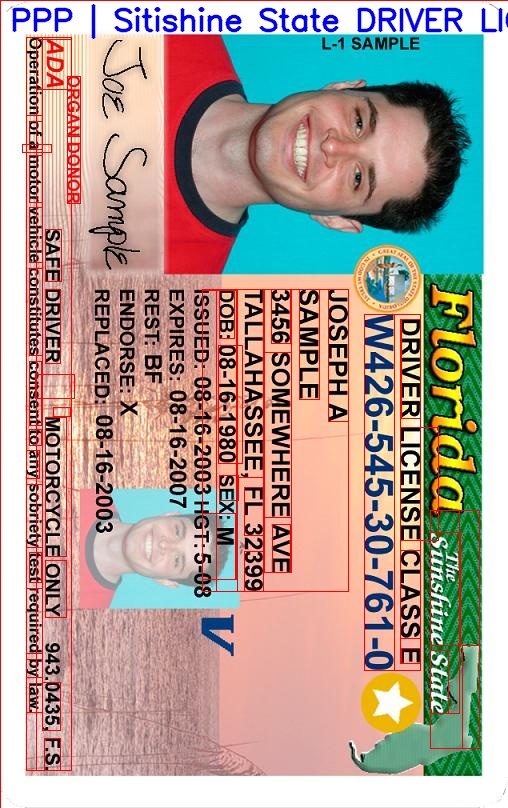 PPP | Sitishine State DRIVER LI
L-1 SAMPLE
Florida
The
Sunshine State
DRIVER LICENSE CLASS E
W426-545-30-761-0
JOSEPH A
SAMPLE
3456 SOMEWHERE AVE
TALLAHASSEE, FL 32399
DOB: 08-16-1980 SEX: M
ISSUED: 08-16-2003 HGT: 5-08
EXPIRES: 08-16-2007
REST: BF
ENDORSE: X
REPLACED: 08-16-2003
V
Joe Sample
ORGAN DONOR
ADA
SAFE DRIVER MOTORCYCLE ONLY 943.0435, F.S.
Operation of a motor vehicle constitutes consent to any sobriety test required by law.